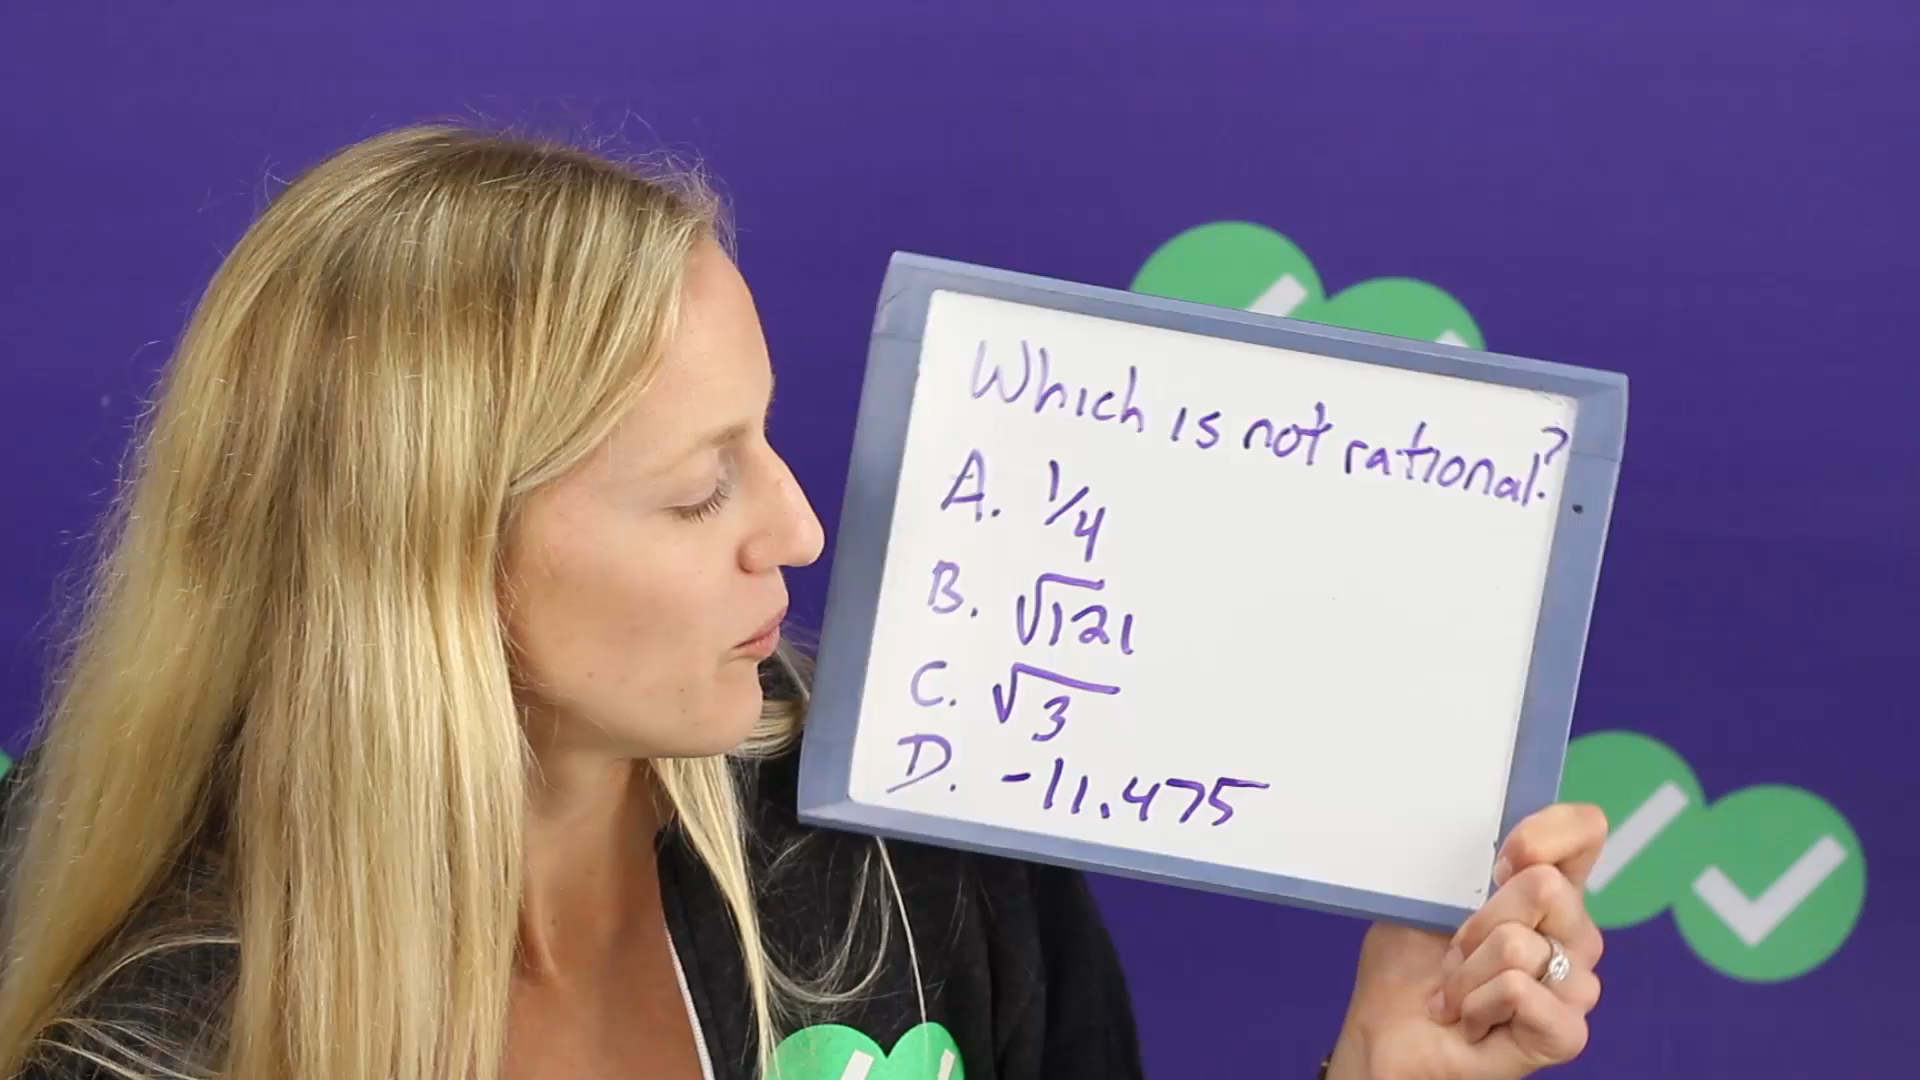 Which is not rational?
A. 1/4
B. √121
C. √3
D. -11.475